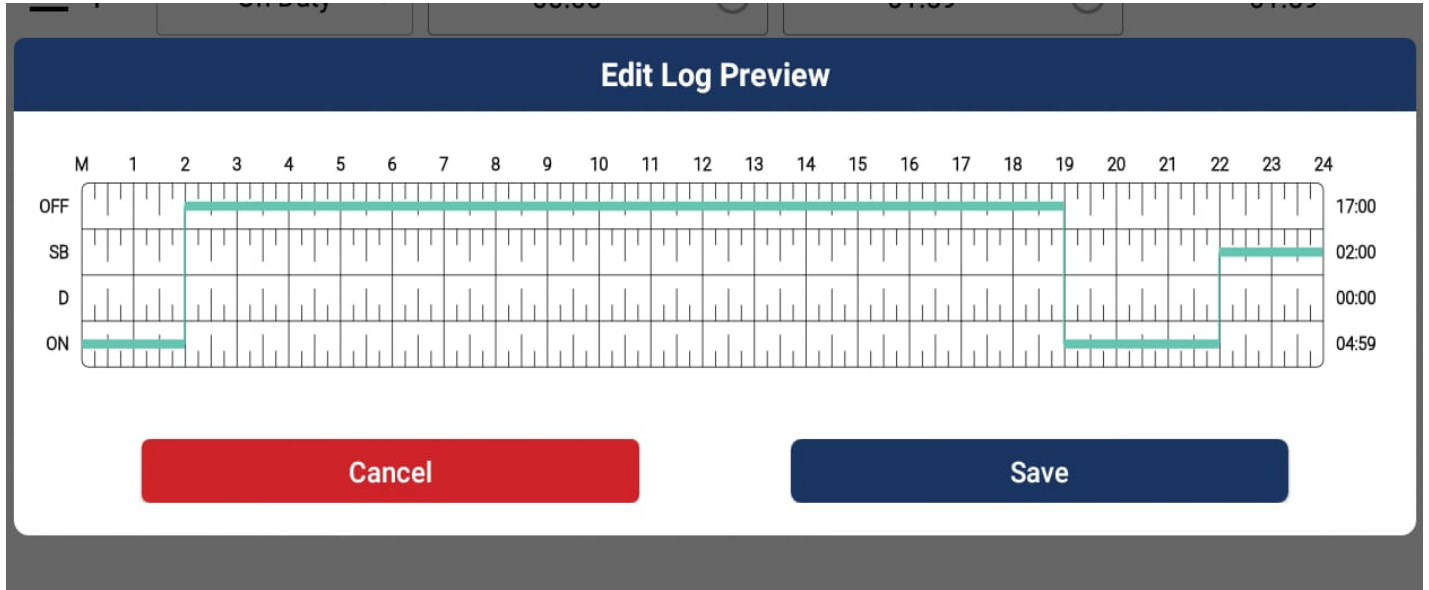 Edit Log Preview
M 1 2 3 4 5 6 7 8 9 10 11 12 13 14 15 16 17 18 19 20 21 22 23 24
OFF 17:00
SB 02:00
D 00:00
ON 04:59
Cancel Save